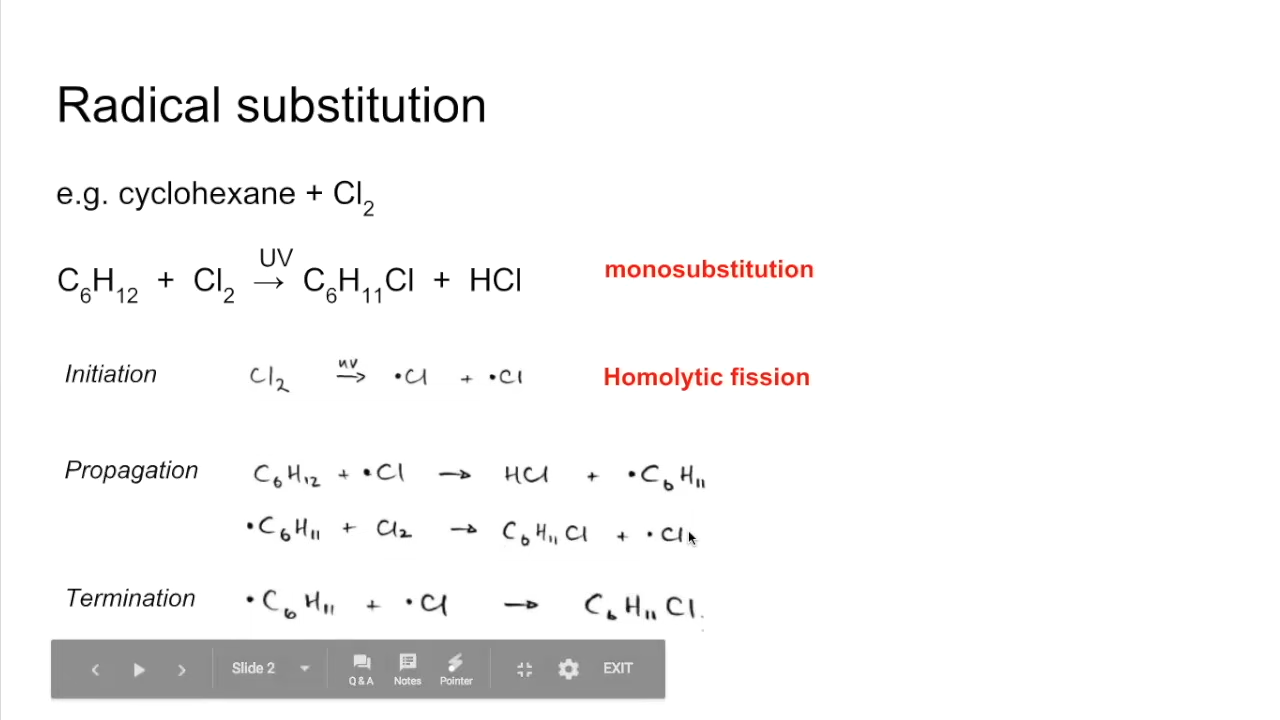 Radical substitution
e.g. cyclohexane + Cl₂
UV
C₆H₁₂ + Cl₂ → C₆H₁₁Cl + HCl
monosubstitution
Initiation Cl₂ →(uv) •Cl + •Cl
Homolytic fission
Propagation C₆H₁₂ + •Cl → HCl + •C₆H₁₁
•C₆H₁₁ + Cl₂ → C₆H₁₁Cl + •Cl
Termination •C₆H₁₁ + •Cl → C₆H₁₁Cl.
Slide 2
Q & A Notes Pointer
EXIT